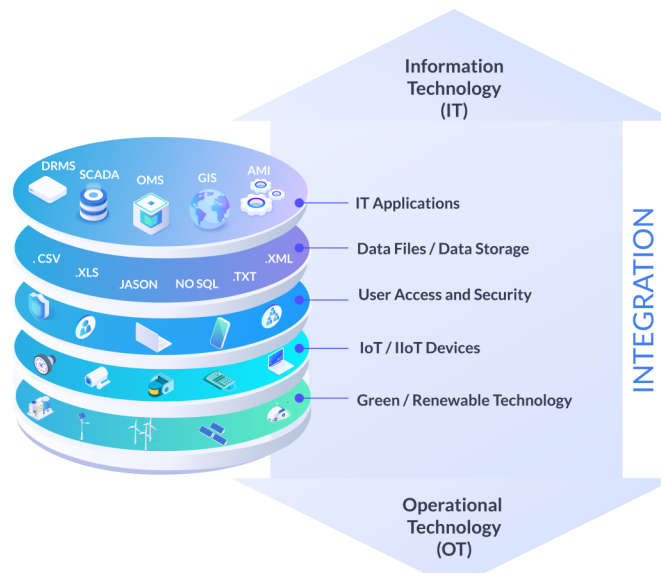 Information
Technology
(IT)
DRMS
SCADA
OMS
GIS
AMI
IT Applications
.CSV
.XLS
JASON
NO SQL
.TXT
.XML
Data Files / Data Storage
User Access and Security
IoT / IIoT Devices
Green / Renewable Technology
INTEGRATION
Operational
Technology
(OT)